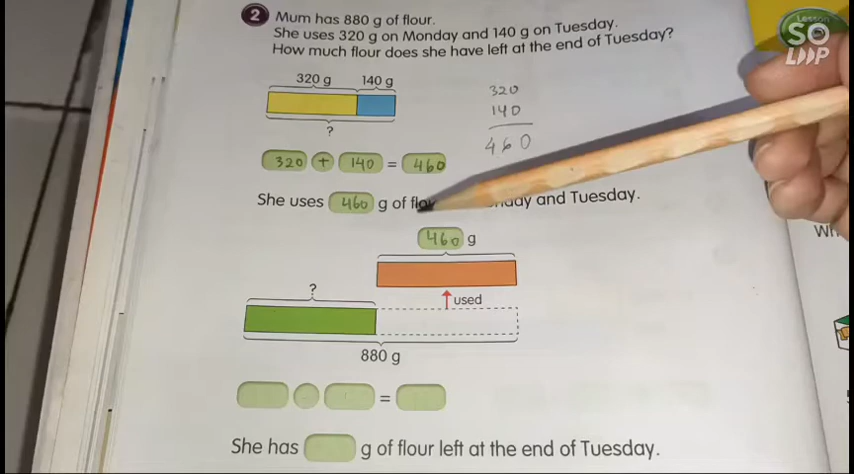 2 Mum has 880 g of flour.
She uses 320 g on Monday and 140 g on Tuesday.
How much flour does she have left at the end of Tuesday?
320 g 140 g
?
320
140
460
320 + 140 = 460
She uses 460 g of and Tuesday.
460 g
?
used
880 g
=
She has g of flour left at the end of Tuesday.
Lesson
SO
LOOP